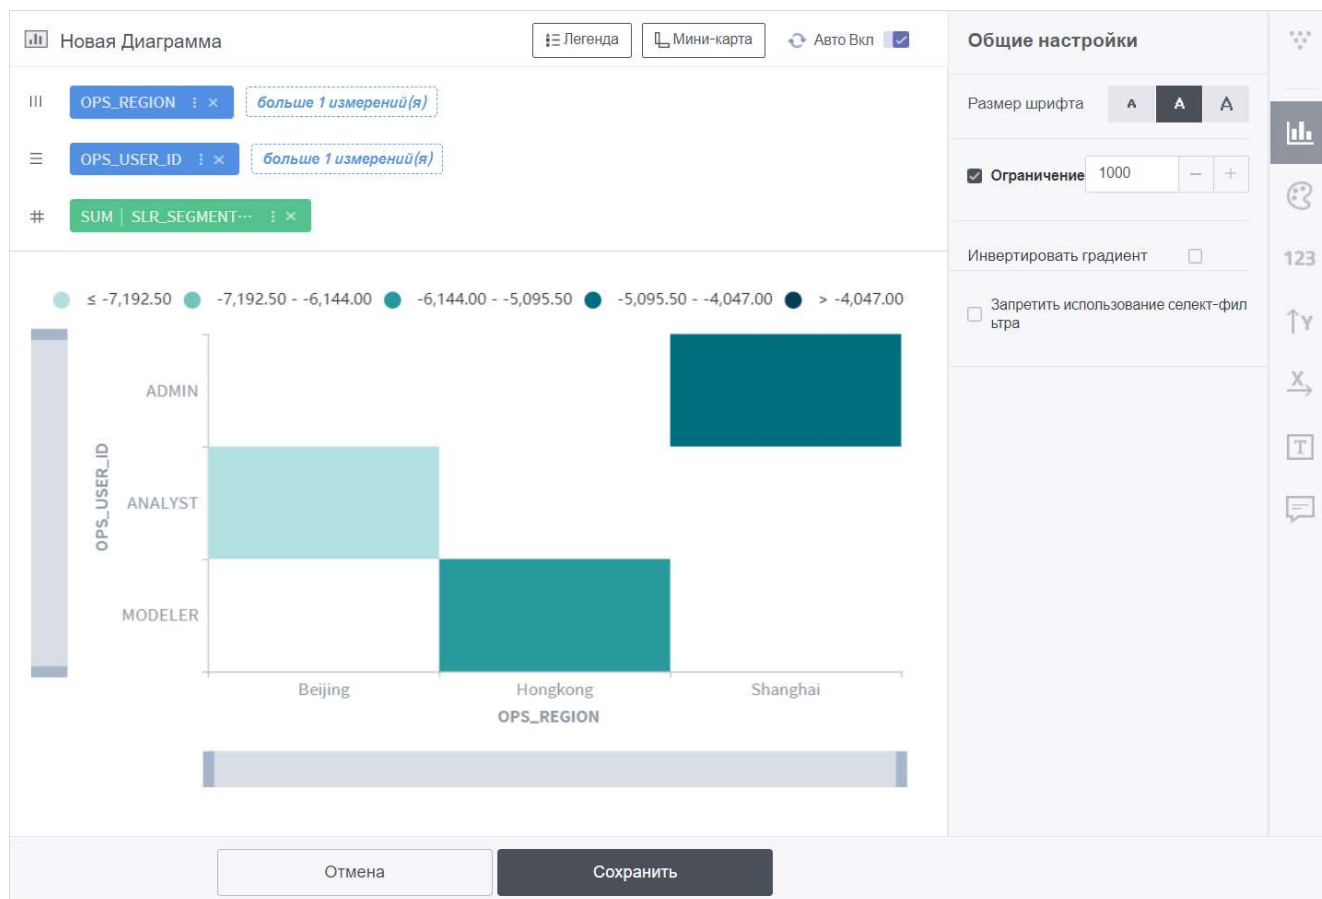 Новая Диаграмма
Легенда
Мини-карта
Авто Вкл
OPS_REGION
больше 1 измерений(я)
OPS_USER_ID
больше 1 измерений(я)
SUM | SLR_SEGMENT···
≤ -7,192.50 -7,192.50 - -6,144.00 -6,144.00 - -5,095.50 -5,095.50 - -4,047.00 > -4,047.00
OPS_USER_ID
ADMIN
ANALYST
MODELER
Beijing Hongkong Shanghai
OPS_REGION
Отмена
Сохранить
Общие настройки
Размер шрифта A A A
Ограничение 1000 − +
Инвертировать градиент
Запретить использование селект-фил
ьтра
123
Y
X
T